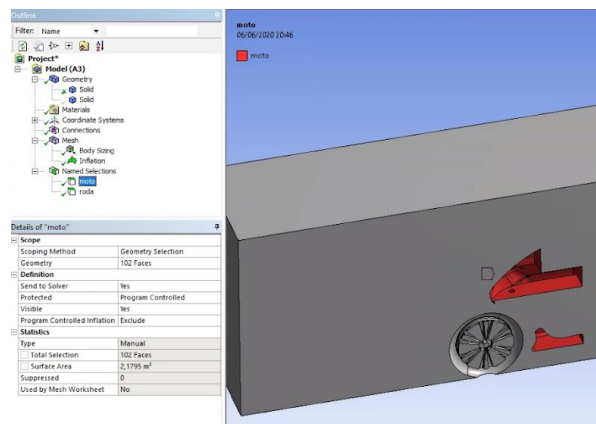 Outline
Filter: Name
Project*
Model (A3)
Geometry
Solid
Solid
Materials
Coordinate Systems
Connections
Mesh
Body Sizing
Inflation
Named Selections
moto
roda
Details of "moto"
Scope
Scoping Method Geometry Selection
Geometry 102 Faces
Definition
Send to Solver Yes
Protected Program Controlled
Visible Yes
Program Controlled Inflation Exclude
Statistics
Type Manual
Total Selection 102 Faces
Surface Area 2,1795 m²
Suppressed 0
Used by Mesh Worksheet No
moto
06/06/2020 20:46
moto